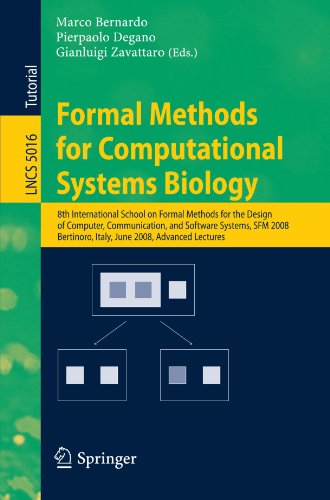 Marco Bernardo
Pierpaolo Degano
Gianluigi Zavattaro (Eds.)
Tutorial
LNCS 5016
Formal Methods
for Computational
Systems Biology
8th International School on Formal Methods for the Design
of Computer, Communication, and Software Systems, SFM 2008
Bertinoro, Italy, June 2008, Advanced Lectures
Springer